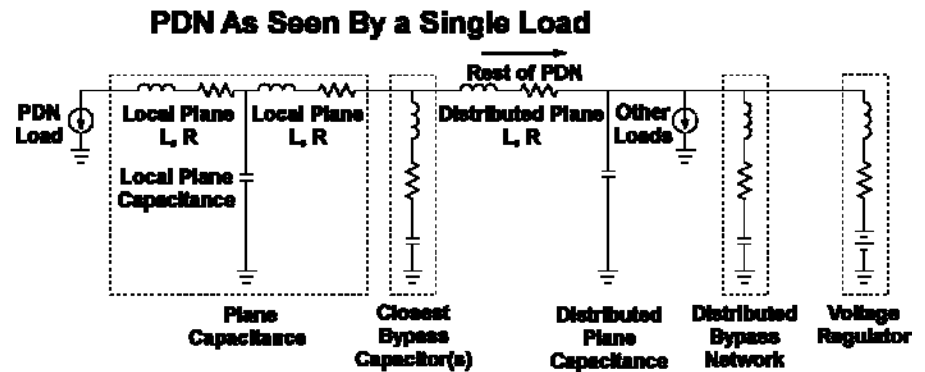 PDN As Seen By a Single Load
Rest of PDN
PDN
Load
Local Plane
L, R
Local Plane
L, R
Distributed Plane
L, R
Other
Loads
Local Plane
Capacitance
Plane
Capacitance
Closest
Bypass
Capacitor(s)
Distributed
Plane
Capacitance
Distributed
Bypass
Network
Voltage
Regulator